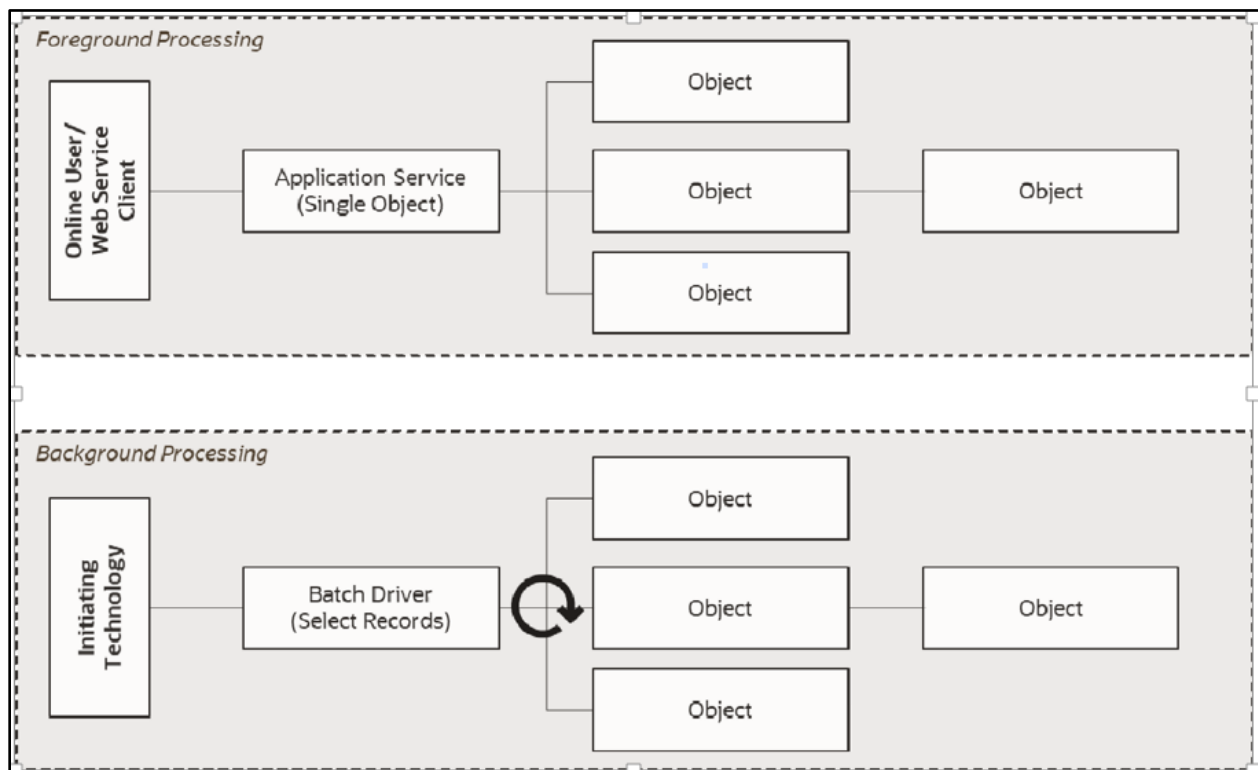 Foreground Processing
Online User/
Web Service
Client
Application Service
(Single Object)
Object
Object
Object
Object
Background Processing
Initiating
Technology
Batch Driver
(Select Records)
Object
Object
Object
Object